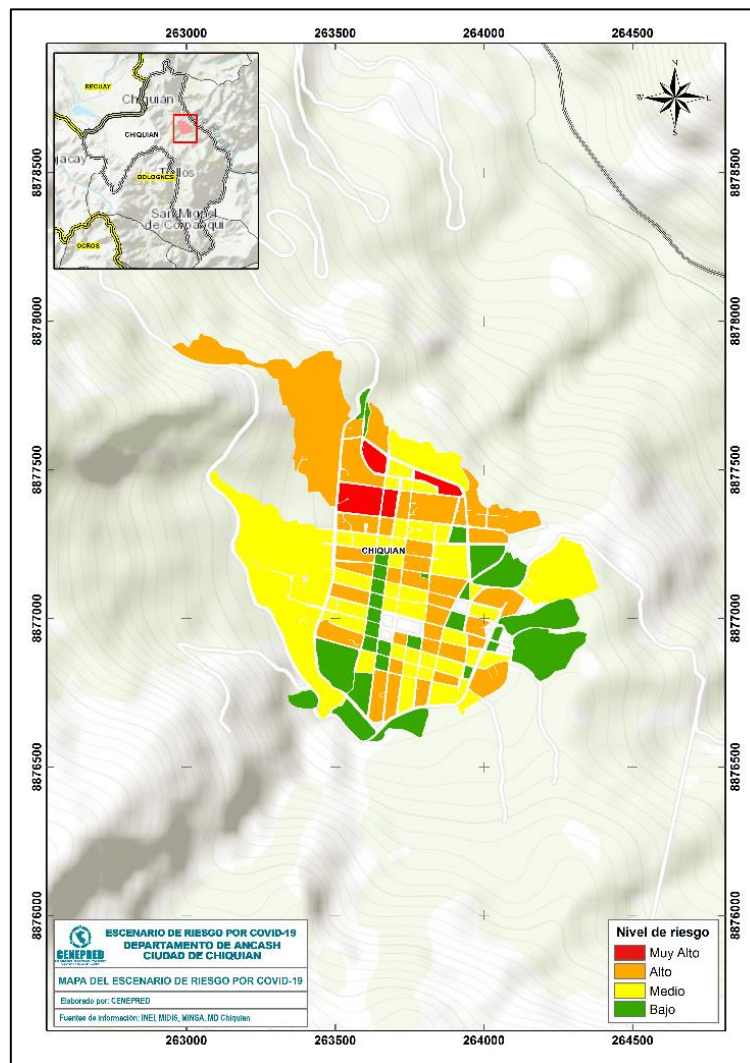 263000 263500 264000 264500
8878500
8878000
8877500
8877000
8876500
8876000
8878500
8878000
8877500
8877000
8876500
8876000
N
W
S
RECUAY
Chiquián
CHIQUIAN
ajacay
San Miguel
de Corpanqui
OCROS
CHIQUIAN
CENEPRED
ESCENARIO DE RIESGO POR COVID-19
DEPARTAMENTO DE ANCASH
CIUDAD DE CHIQUIAN
MAPA DEL ESCENARIO DE RIESGO POR COVID-19
Elaborado por: CENEPRED
Fuentes de información: INEI, MIDIS, MINSA, MD Chiquian
Nivel de riesgo
Muy Alto
Alto
Medio
Bajo
263000 263500 264000 264500